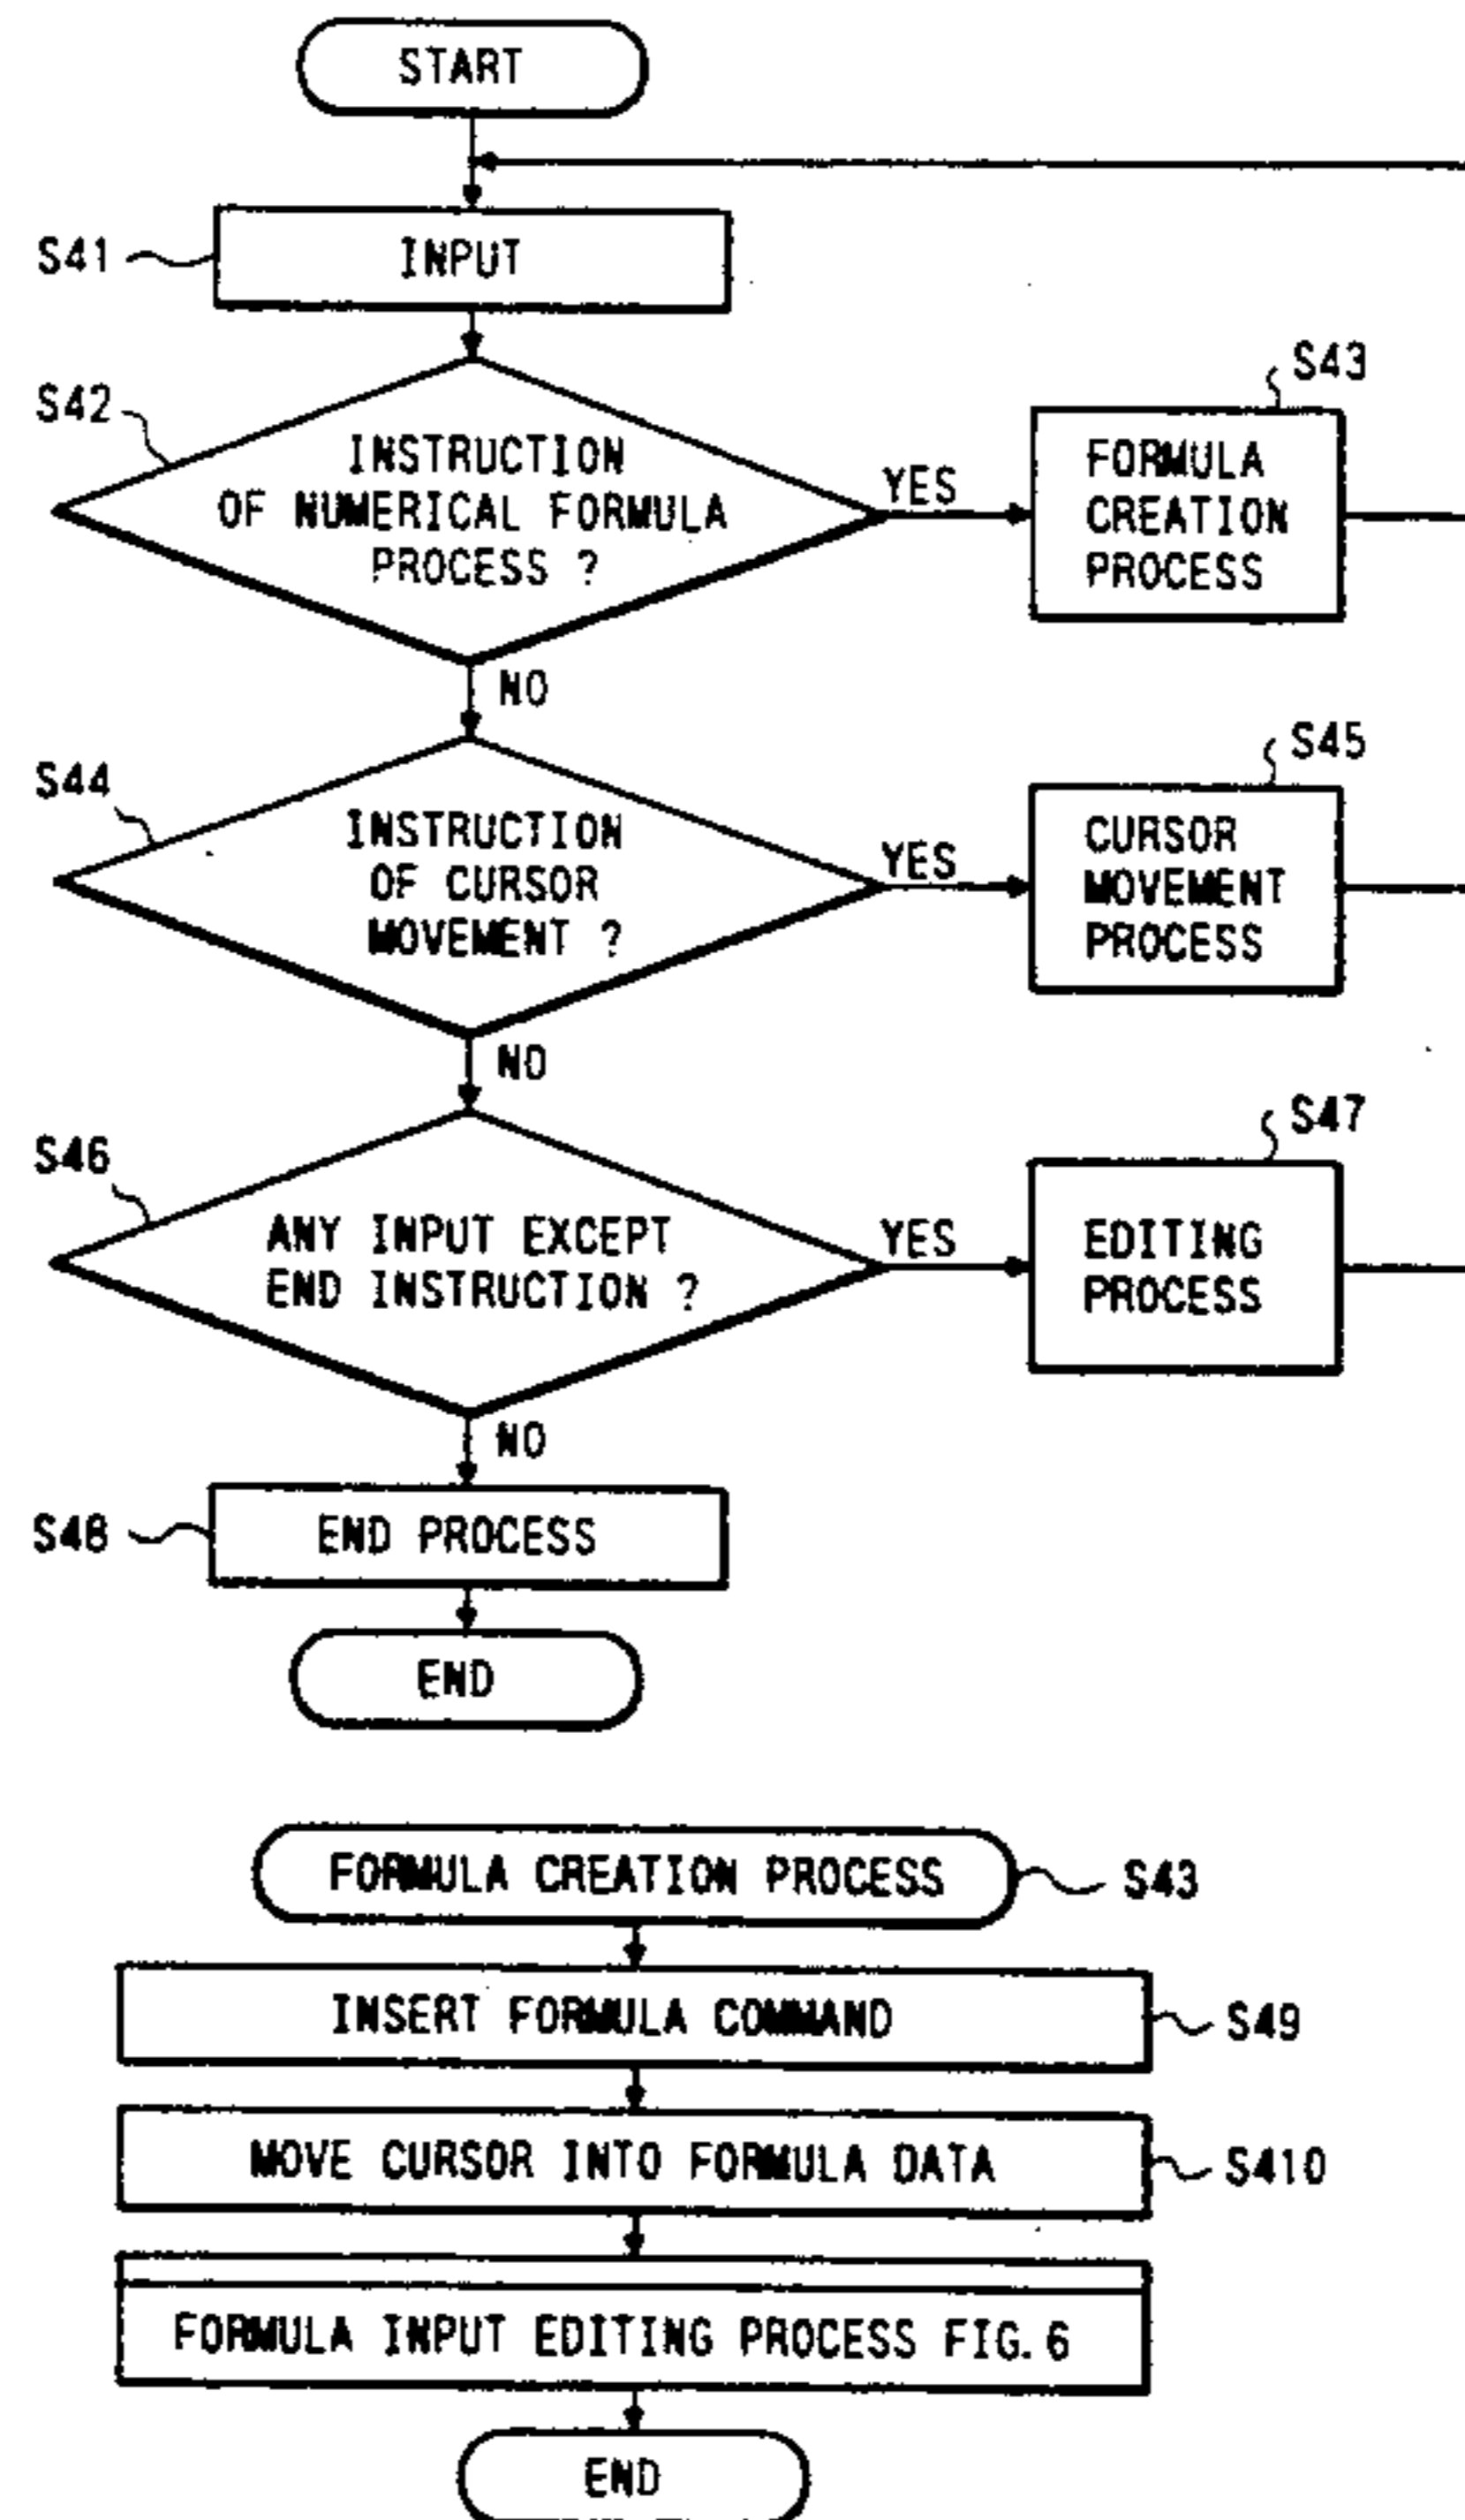 START
S41
INPUT
S42
INSTRUCTION
OF NUMERICAL FORMULA
PROCESS ?
YES
S43
FORMULA
CREATION
PROCESS
NO
S44
INSTRUCTION
OF CURSOR
MOVEMENT ?
YES
S45
CURSOR
MOVEMENT
PROCESS
NO
S46
ANY INPUT EXCEPT
END INSTRUCTION ?
YES
S47
EDITING
PROCESS
NO
S48
END PROCESS
END
FORMULA CREATION PROCESS
S43
INSERT FORMULA COMMAND
S49
MOVE CURSOR INTO FORMULA DATA
S410
FORMULA INPUT EDITING PROCESS FIG. 6
END